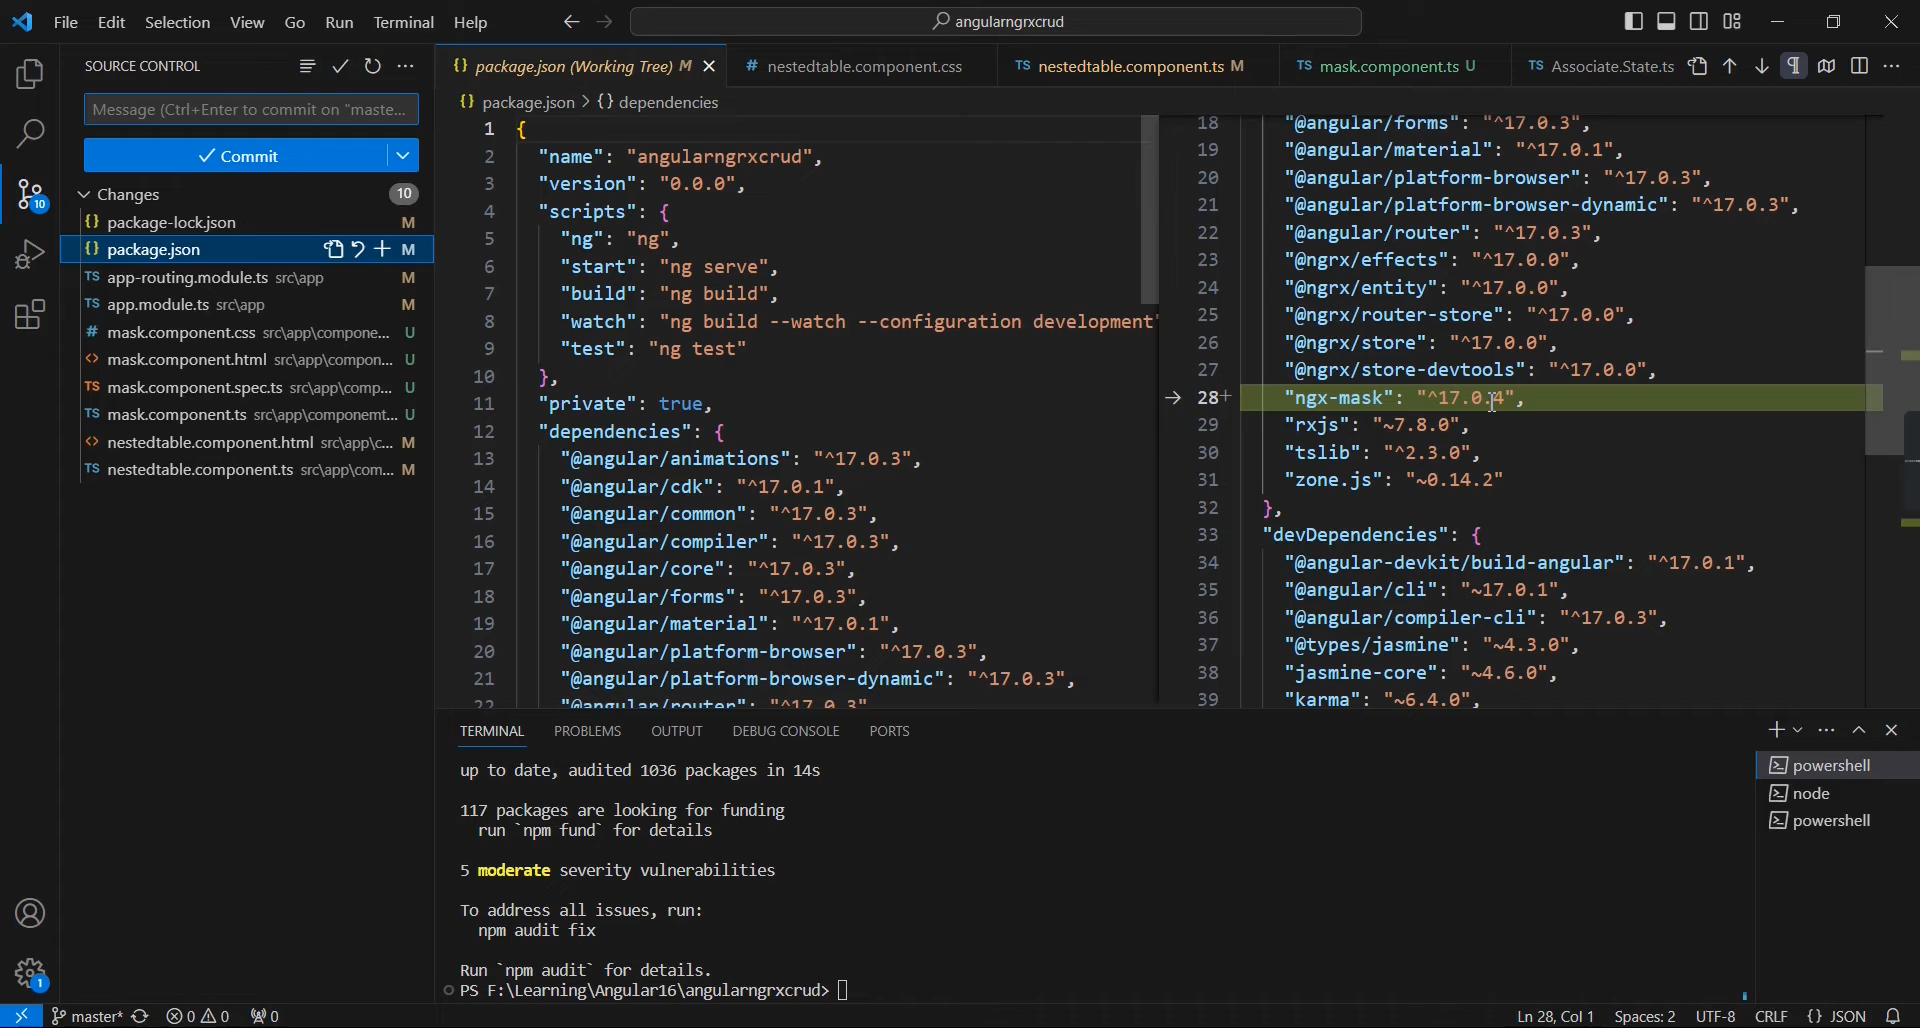 File Edit Selection View Go Run Terminal Help
angularngrxcrud
SOURCE CONTROL
Message (Ctrl+Enter to commit on "maste...
Commit
Changes 10
package-lock.json M
package.json M
app-routing.module.ts src\app M
app.module.ts src\app M
mask.component.css src\app\compone... U
mask.component.html src\app\compon... U
mask.component.spec.ts src\app\comp... U
mask.component.ts src\app\componemt... U
nestedtable.component.html src\app\c... M
nestedtable.component.ts src\app\com... M
10
1
{} package.json (Working Tree) M
# nestedtable.component.css
TS nestedtable.component.ts M
TS mask.component.ts U
TS Associate.State.ts
{} package.json > {} dependencies
1 {
2 "name": "angularngrxcrud",
3 "version": "0.0.0",
4 "scripts": {
5 "ng": "ng",
6 "start": "ng serve",
7 "build": "ng build",
8 "watch": "ng build --watch --configuration development"
9 "test": "ng test"
10 },
11 "private": true,
12 "dependencies": {
13 "@angular/animations": "^17.0.3",
14 "@angular/cdk": "^17.0.1",
15 "@angular/common": "^17.0.3",
16 "@angular/compiler": "^17.0.3",
17 "@angular/core": "^17.0.3",
18 "@angular/forms": "^17.0.3",
19 "@angular/material": "^17.0.1",
20 "@angular/platform-browser": "^17.0.3",
21 "@angular/platform-browser-dynamic": "^17.0.3",
22 "@angular/router": "^17.0.3"
18 "@angular/forms": "^17.0.3",
19 "@angular/material": "^17.0.1",
20 "@angular/platform-browser": "^17.0.3",
21 "@angular/platform-browser-dynamic": "^17.0.3",
22 "@angular/router": "^17.0.3",
23 "@ngrx/effects": "^17.0.0",
24 "@ngrx/entity": "^17.0.0",
25 "@ngrx/router-store": "^17.0.0",
26 "@ngrx/store": "^17.0.0",
27 "@ngrx/store-devtools": "^17.0.0",
28+ "ngx-mask": "^17.0.4",
29 "rxjs": "~7.8.0",
30 "tslib": "^2.3.0",
31 "zone.js": "~0.14.2"
32 },
33 "devDependencies": {
34 "@angular-devkit/build-angular": "^17.0.1",
35 "@angular/cli": "~17.0.1",
36 "@angular/compiler-cli": "^17.0.3",
37 "@types/jasmine": "~4.3.0",
38 "jasmine-core": "~4.6.0",
39 "karma": "~6.4.0",
TERMINAL PROBLEMS OUTPUT DEBUG CONSOLE PORTS
up to date, audited 1036 packages in 14s
117 packages are looking for funding
run `npm fund` for details
5 moderate severity vulnerabilities
To address all issues, run:
npm audit fix
Run `npm audit` for details.
PS F:\Learning\Angular16\angularngrxcrud>
powershell
node
powershell
master* 0 0 0
Ln 28, Col 1 Spaces: 2 UTF-8 CRLF {} JSON